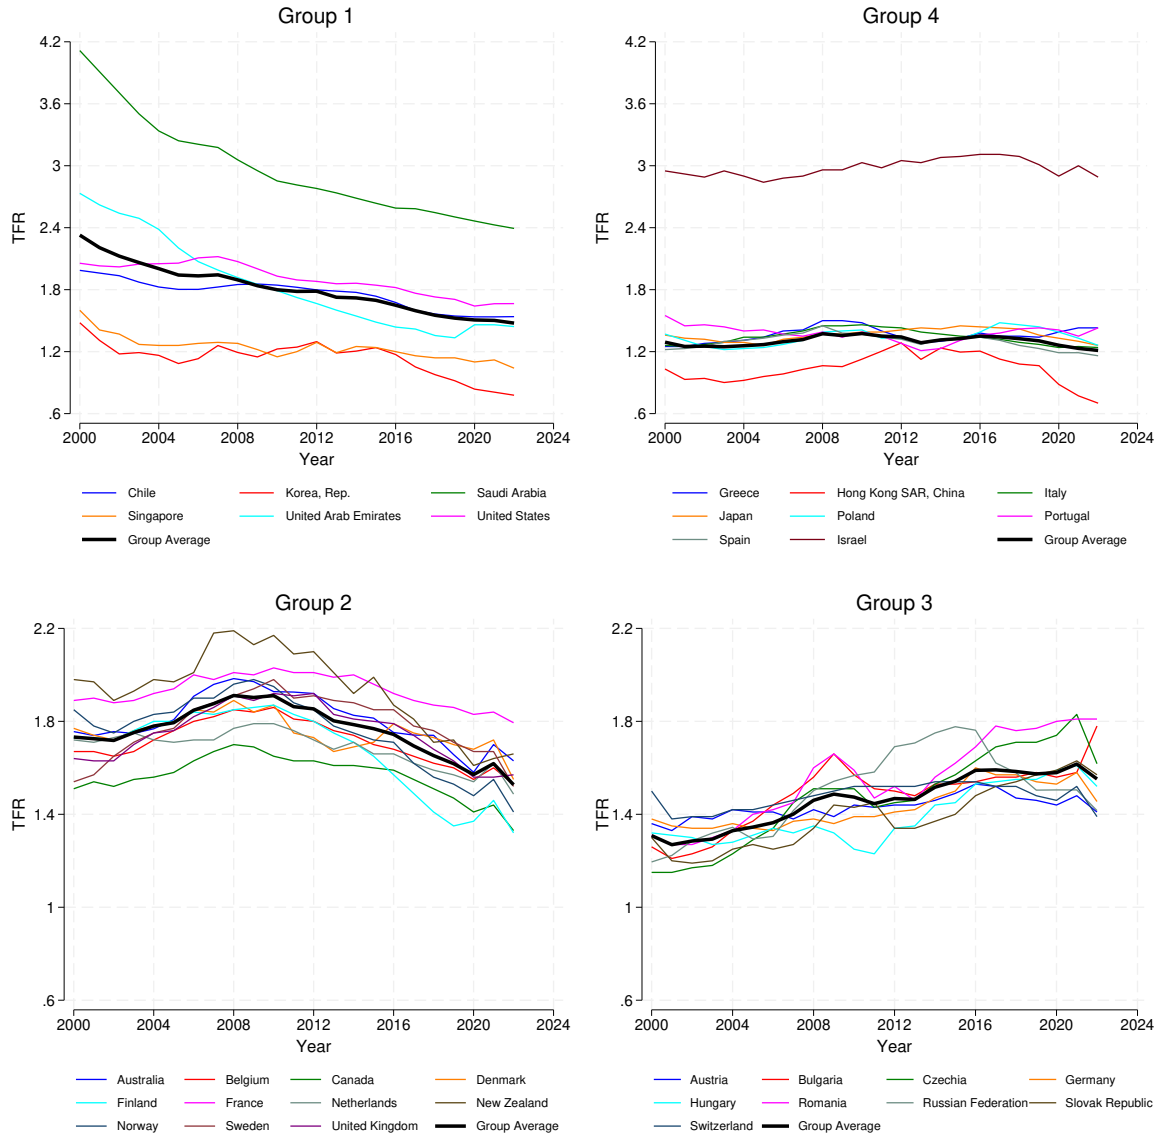 Group 1
4.2
3.6
3
2.4
1.8
1.2
.6
TFR
2000 2004 2008 2012 2016 2020 2024
Year
Chile Korea, Rep. Saudi Arabia
Singapore United Arab Emirates United States
Group Average
Group 4
4.2
3.6
3
2.4
1.8
1.2
.6
TFR
2000 2004 2008 2012 2016 2020 2024
Year
Greece Hong Kong SAR, China Italy
Japan Poland Portugal
Spain Israel Group Average
Group 2
2.2
1.8
1.4
1
.6
TFR
2000 2004 2008 2012 2016 2020 2024
Year
Australia Belgium Canada Denmark
Finland France Netherlands New Zealand
Norway Sweden United Kingdom Group Average
Group 3
2.2
1.8
1.4
1
.6
TFR
2000 2004 2008 2012 2016 2020 2024
Year
Austria Bulgaria Czechia Germany
Hungary Romania Russian Federation Slovak Republic
Switzerland Group Average